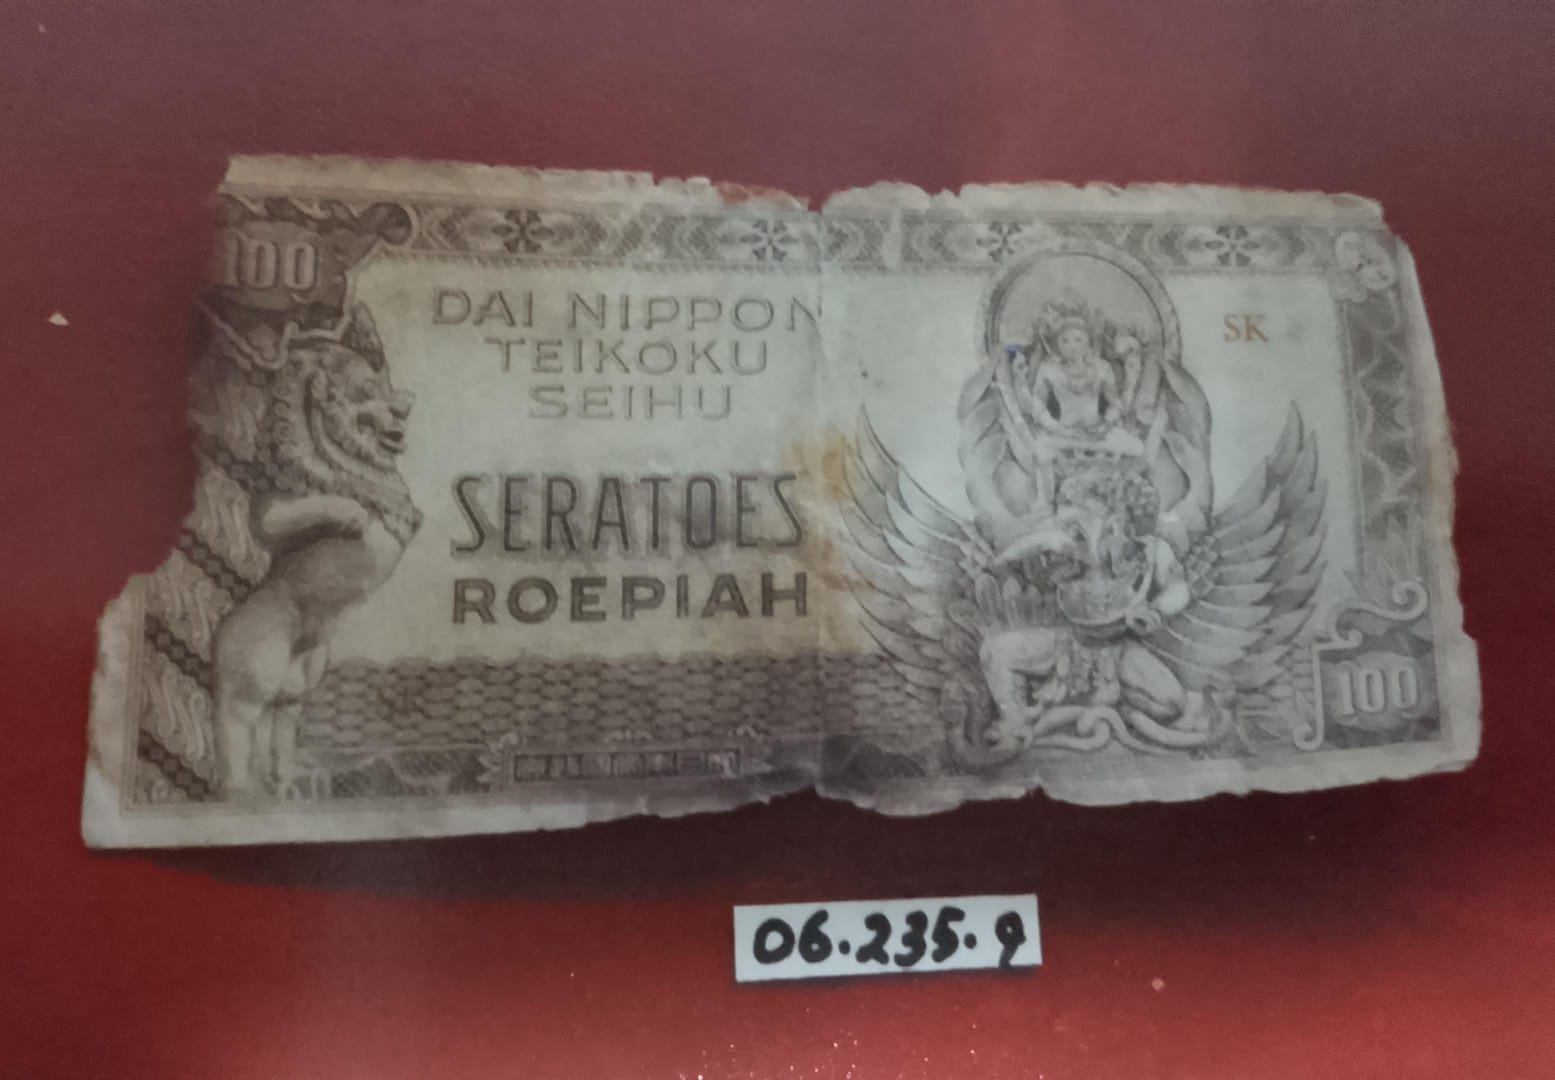 100
DAI NIPPON
TEIKOKU
SEIHU
SK
SERATOES
ROEPIAH
100
06.235.9